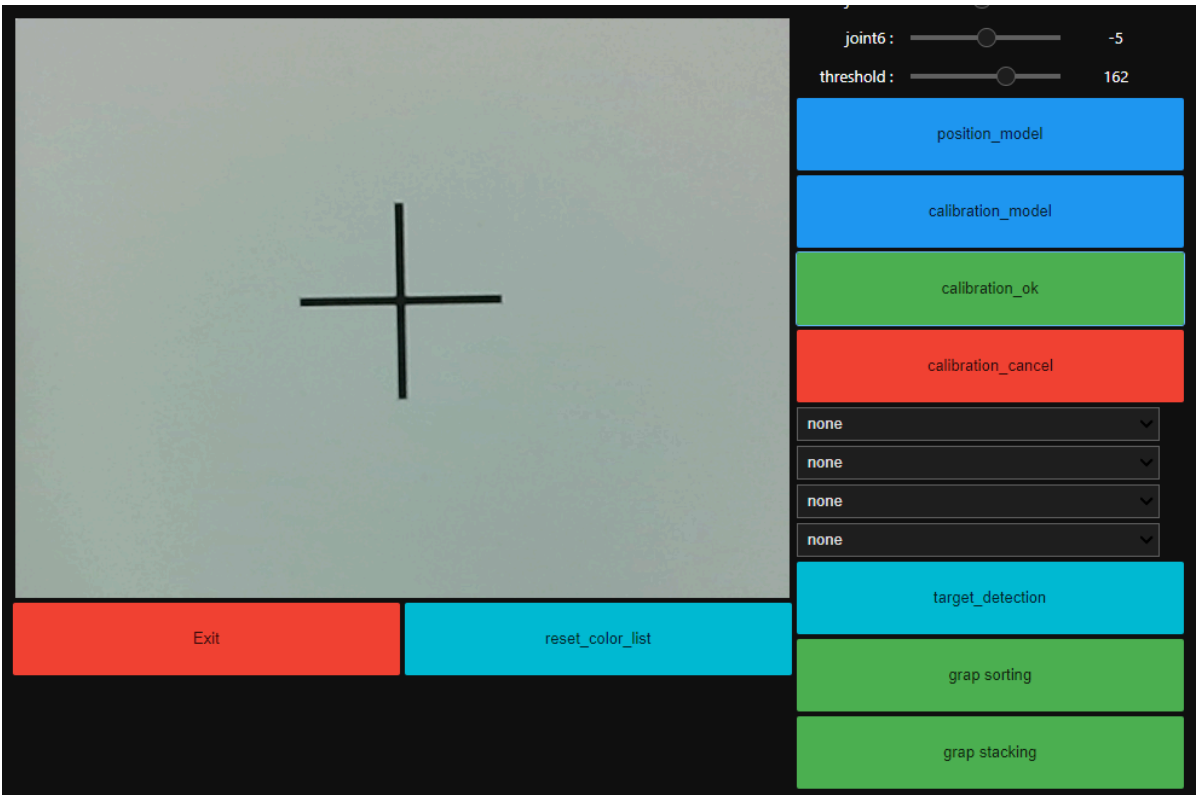 joint6 : -5
threshold : 162
position_model
calibration_model
calibration_ok
calibration_cancel
none
none
none
none
target_detection
Exit
reset_color_list
grap sorting
grap stacking